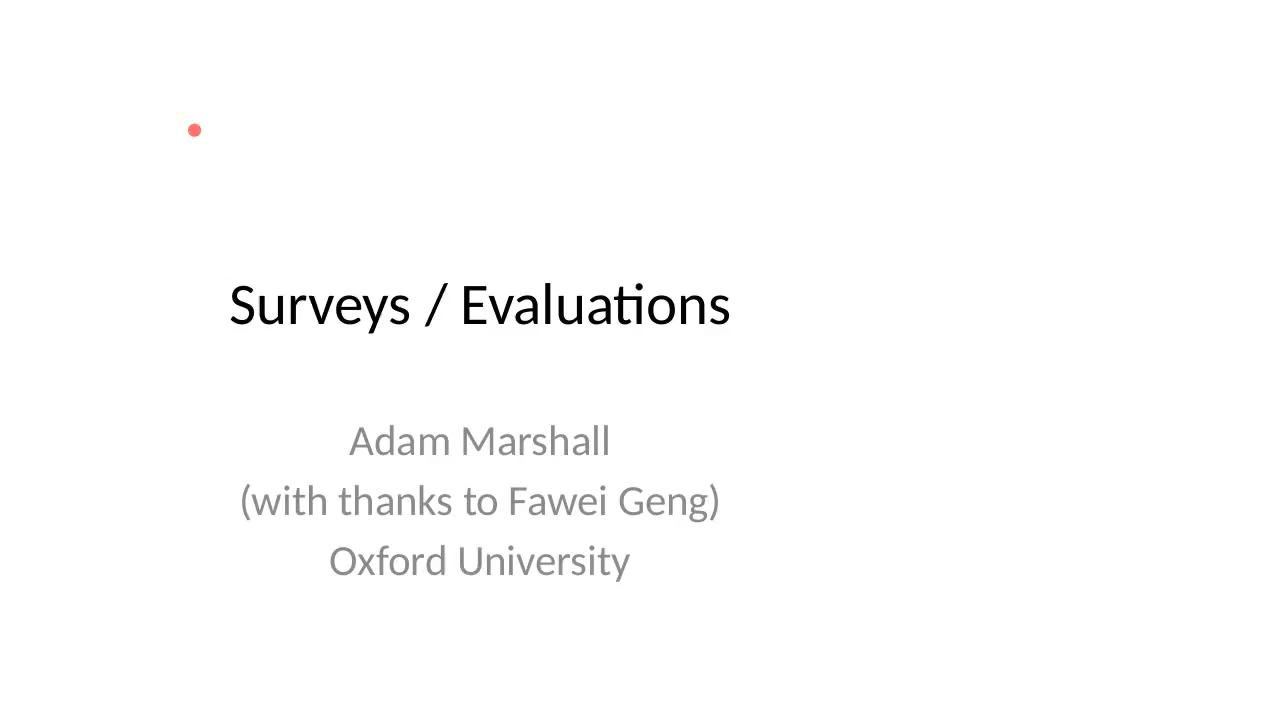 Surveys / Evaluations
Adam Marshall
(with thanks to Fawei Geng)
Oxford University